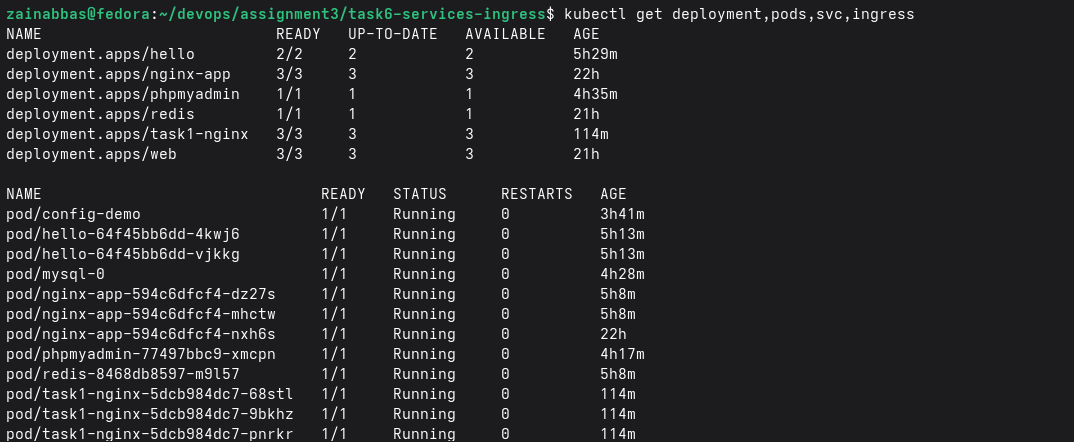 zainabbas@fedora:~/devops/assignment3/task6-services-ingress$ kubectl get deployment,pods,svc,ingress
NAME                          READY   UP-TO-DATE   AVAILABLE   AGE
deployment.apps/hello         2/2     2            2           5h29m
deployment.apps/nginx-app     3/3     3            3           22h
deployment.apps/phpmyadmin    1/1     1            1           4h35m
deployment.apps/redis         1/1     1            1           21h
deployment.apps/task1-nginx   3/3     3            3           114m
deployment.apps/web           3/3     3            3           21h
NAME                               READY   STATUS     RESTARTS   AGE
pod/config-demo                    1/1     Running    0          3h41m
pod/hello-64f45bb6dd-4kwj6         1/1     Running    0          5h13m
pod/hello-64f45bb6dd-vjkkg         1/1     Running    0          5h13m
pod/mysql-0                        1/1     Running    0          4h28m
pod/nginx-app-594c6dfcf4-dz27s     1/1     Running    0          5h8m
pod/nginx-app-594c6dfcf4-mhctw     1/1     Running    0          5h8m
pod/nginx-app-594c6dfcf4-nxh6s     1/1     Running    0          22h
pod/phpmyadmin-77497bbc9-xmcpn     1/1     Running    0          4h17m
pod/redis-8468db8597-m9l57         1/1     Running    0          5h8m
pod/task1-nginx-5dcb984dc7-68stl   1/1     Running    0          114m
pod/task1-nginx-5dcb984dc7-9bkhz   1/1     Running    0          114m
pod/task1-nginx-5dcb984dc7-pnrkr   1/1     Running    0          114m